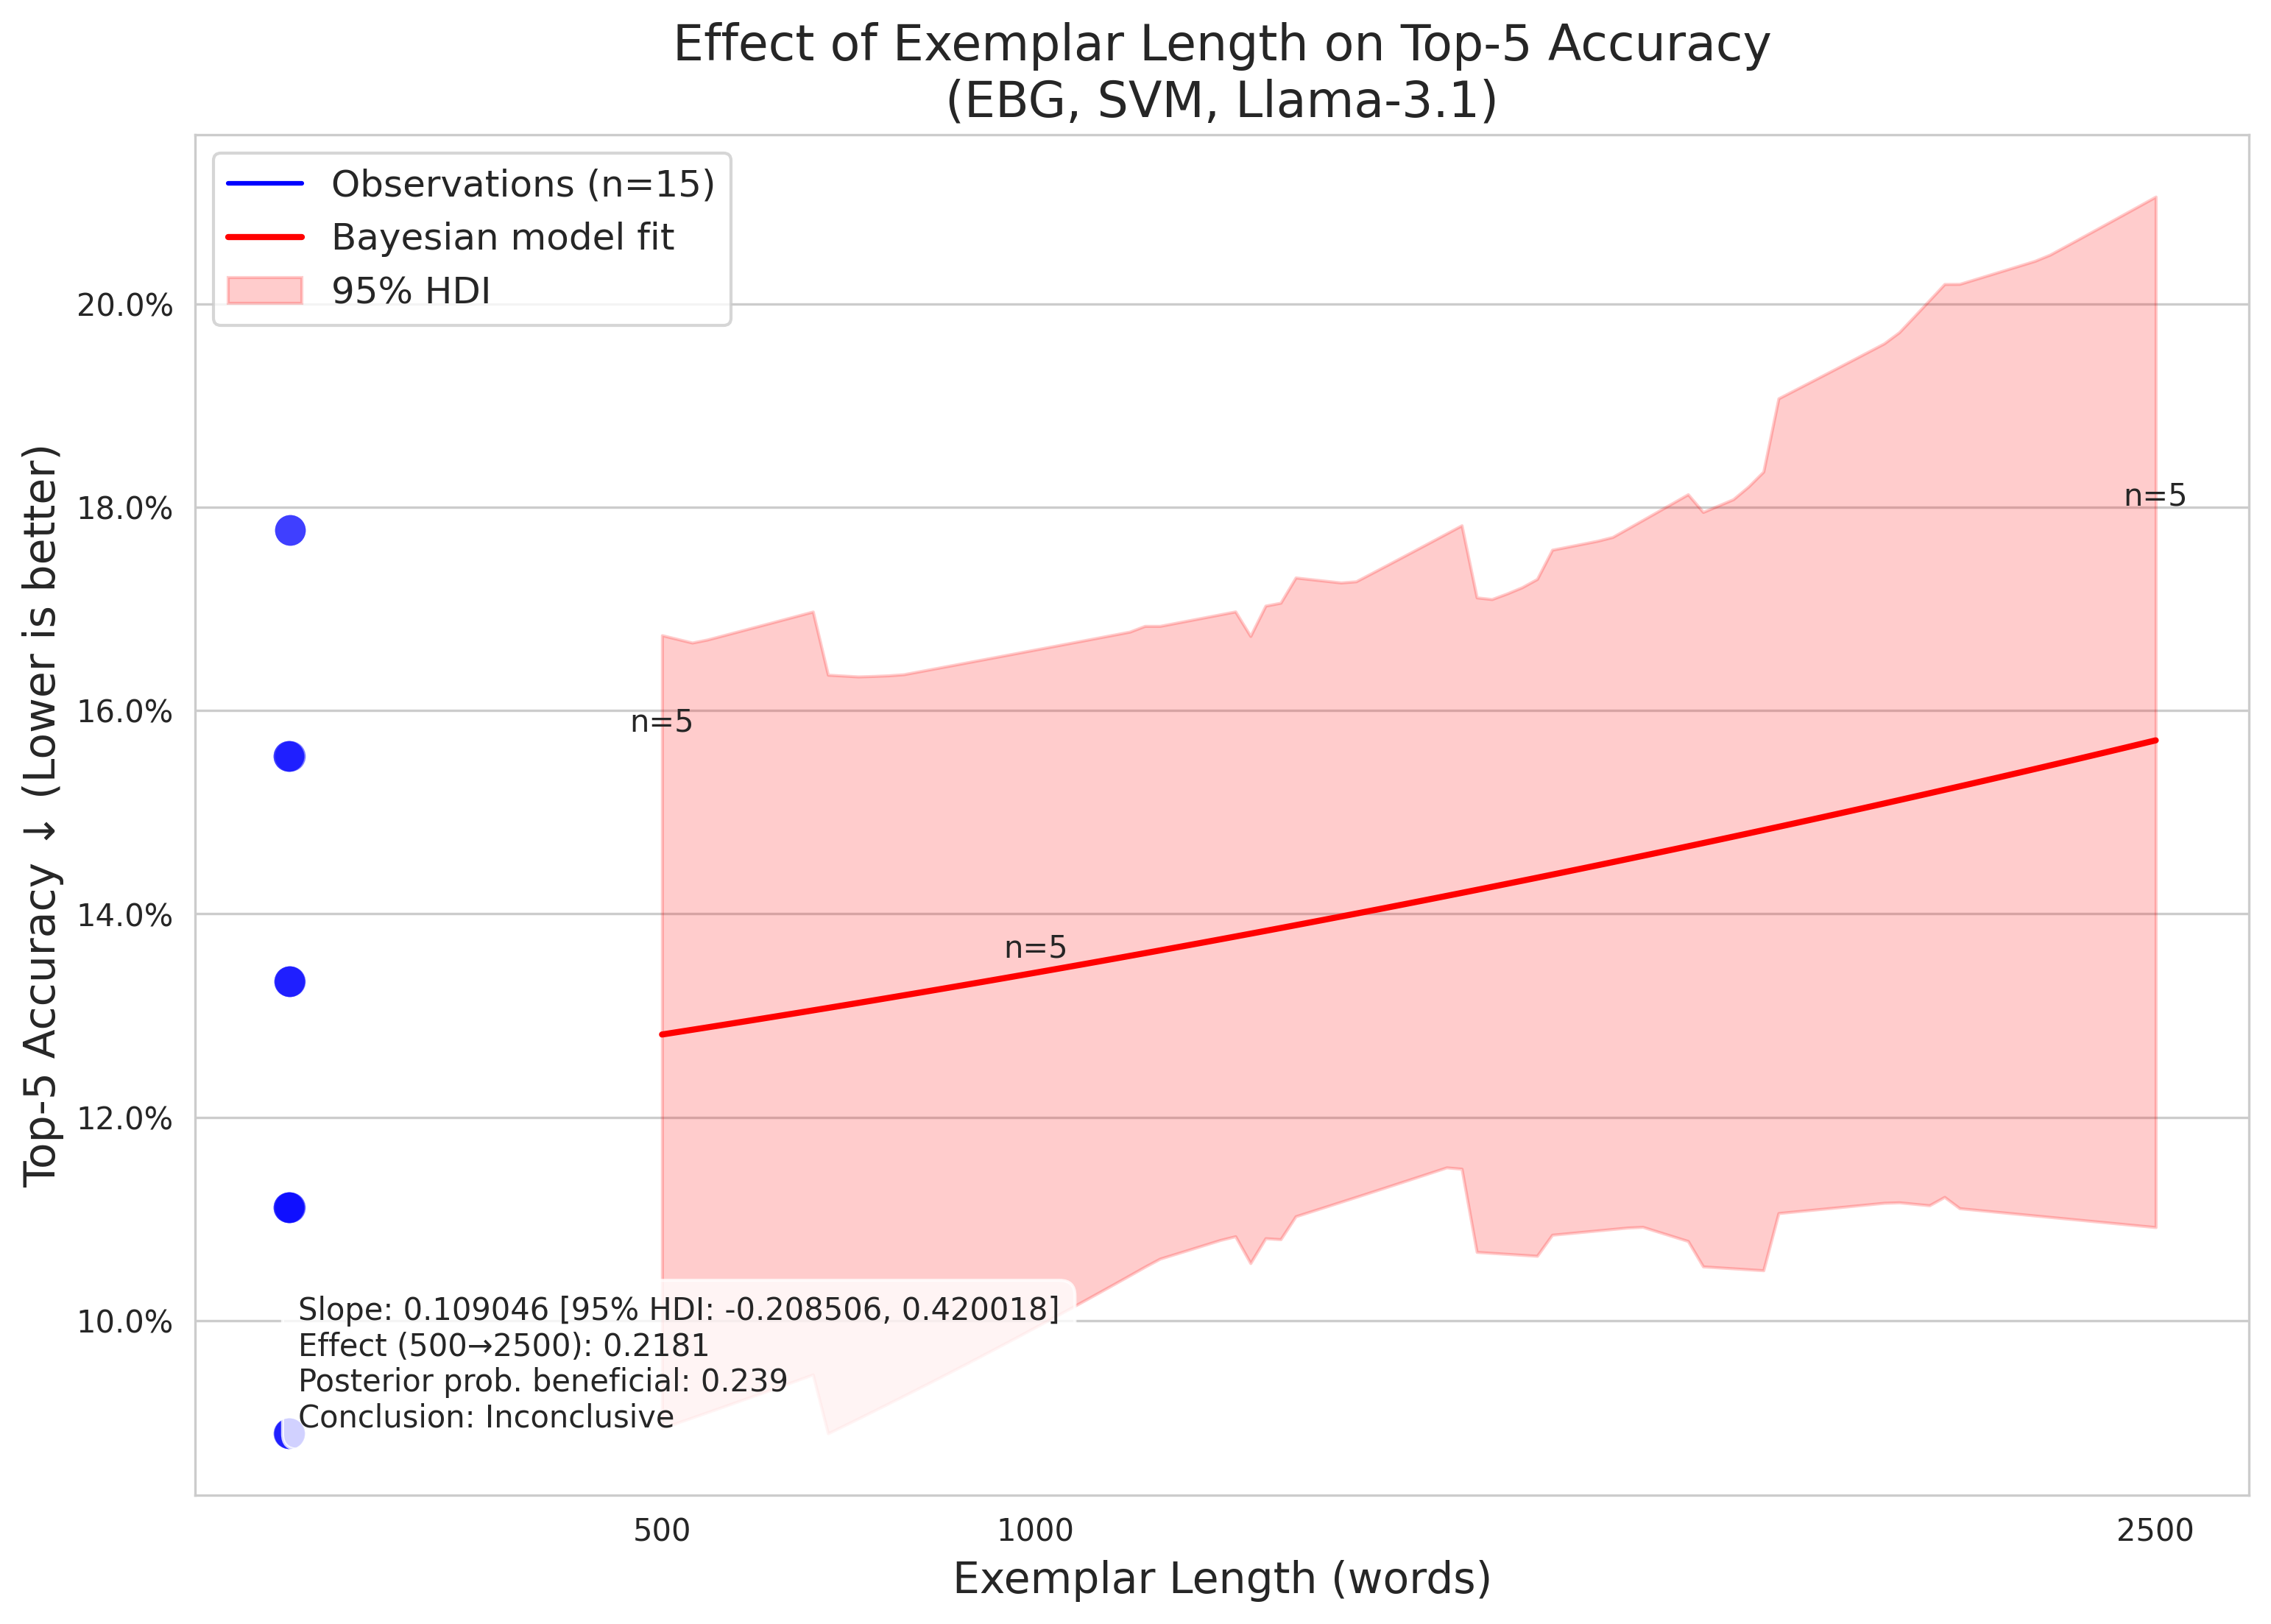 Effect of Exemplar Length on Top-5 Accuracy
(EBG, SVM, Llama-3.1)
Observations (n=15)
Bayesian model fit
95% HDI
Top-5 Accuracy ↓ (Lower is better)
20.0%
18.0%
16.0%
14.0%
12.0%
10.0%
n=5
n=5
n=5
Slope: 0.109046 [95% HDI: -0.208506, 0.420018]
Effect (500→2500): 0.2181
Posterior prob. beneficial: 0.239
Conclusion: Inconclusive
500
1000
2500
Exemplar Length (words)